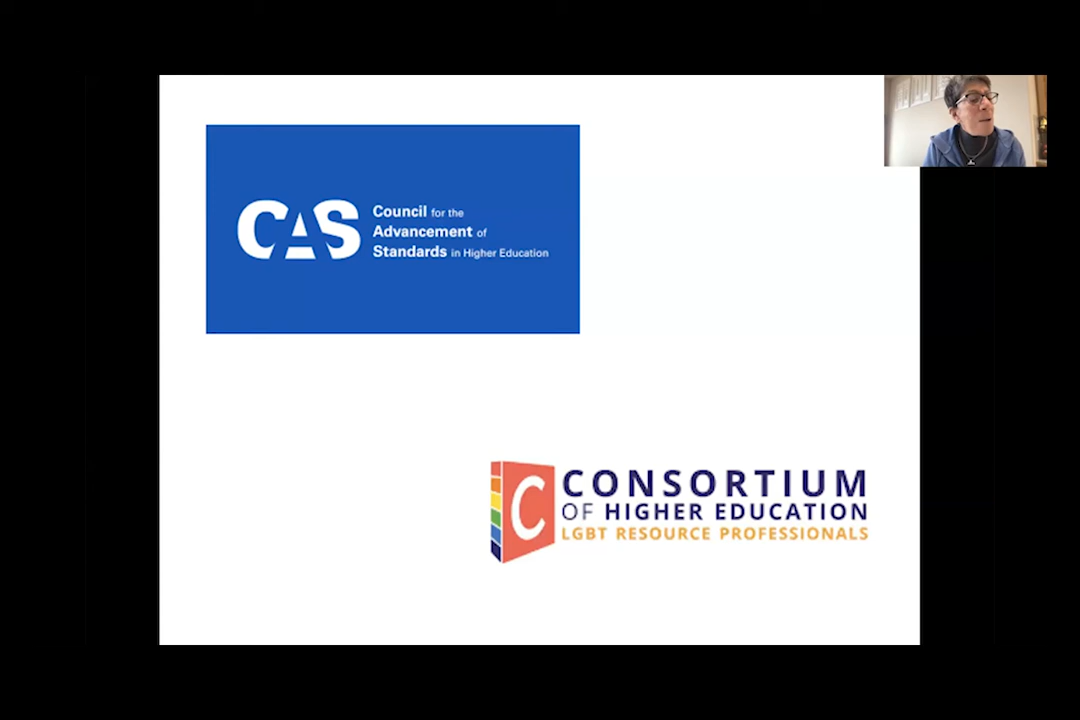 CAS
Council for the
Advancement of
Standards in Higher Education
C
CONSORTIUM
OF HIGHER EDUCATION
LGBT RESOURCE PROFESSIONALS